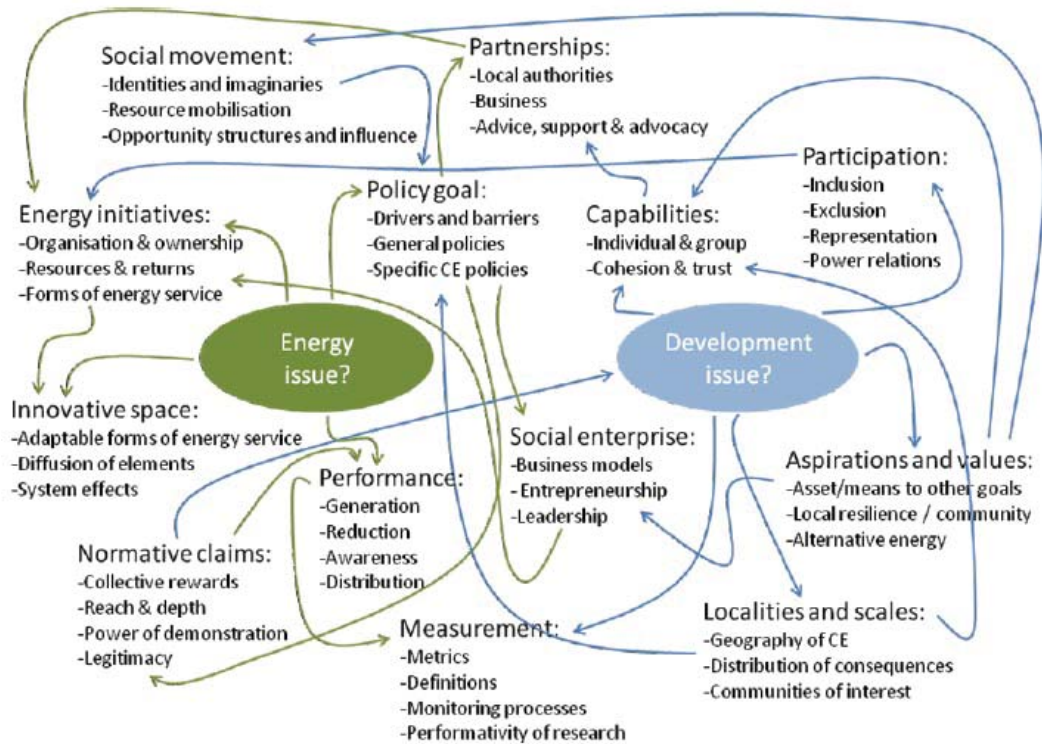 Social movement:
-Identities and imaginaries
-Resource mobilisation
-Opportunity structures and influence
Partnerships:
-Local authorities
-Business
-Advice, support & advocacy
Participation:
-Inclusion
-Exclusion
-Representation
-Power relations
Energy initiatives:
-Organisation & ownership
-Resources & returns
-Forms of energy service
Policy goal:
-Drivers and barriers
-General policies
-Specific CE policies
Capabilities:
-Individual & group
-Cohesion & trust
Energy
issue?
Development
issue?
Innovative space:
-Adaptable forms of energy service
-Diffusion of elements
-System effects
Performance:
-Generation
-Reduction
-Awareness
-Distribution
Social enterprise:
-Business models
-Entrepreneurship
-Leadership
Aspirations and values:
-Asset/means to other goals
-Local resilience / community
-Alternative energy
Normative claims:
-Collective rewards
-Reach & depth
-Power of demonstration
-Legitimacy
Measurement:
-Metrics
-Definitions
-Monitoring processes
-Performativity of research
Localities and scales:
-Geography of CE
-Distribution of consequences
-Communities of interest